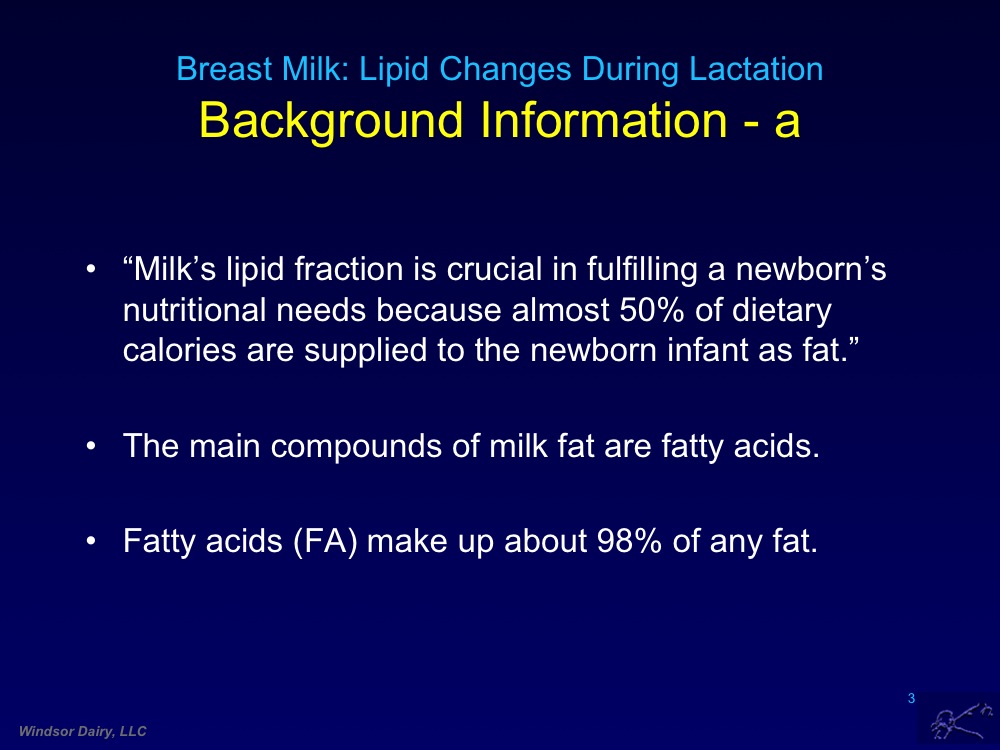 Breast Milk: Lipid Changes During Lactation
Background Information - a
• “Milk’s lipid fraction is crucial in fulfilling a newborn’s
nutritional needs because almost 50% of dietary
calories are supplied to the newborn infant as fat.”
• The main compounds of milk fat are fatty acids.
• Fatty acids (FA) make up about 98% of any fat.
3
Windsor Dairy, LLC